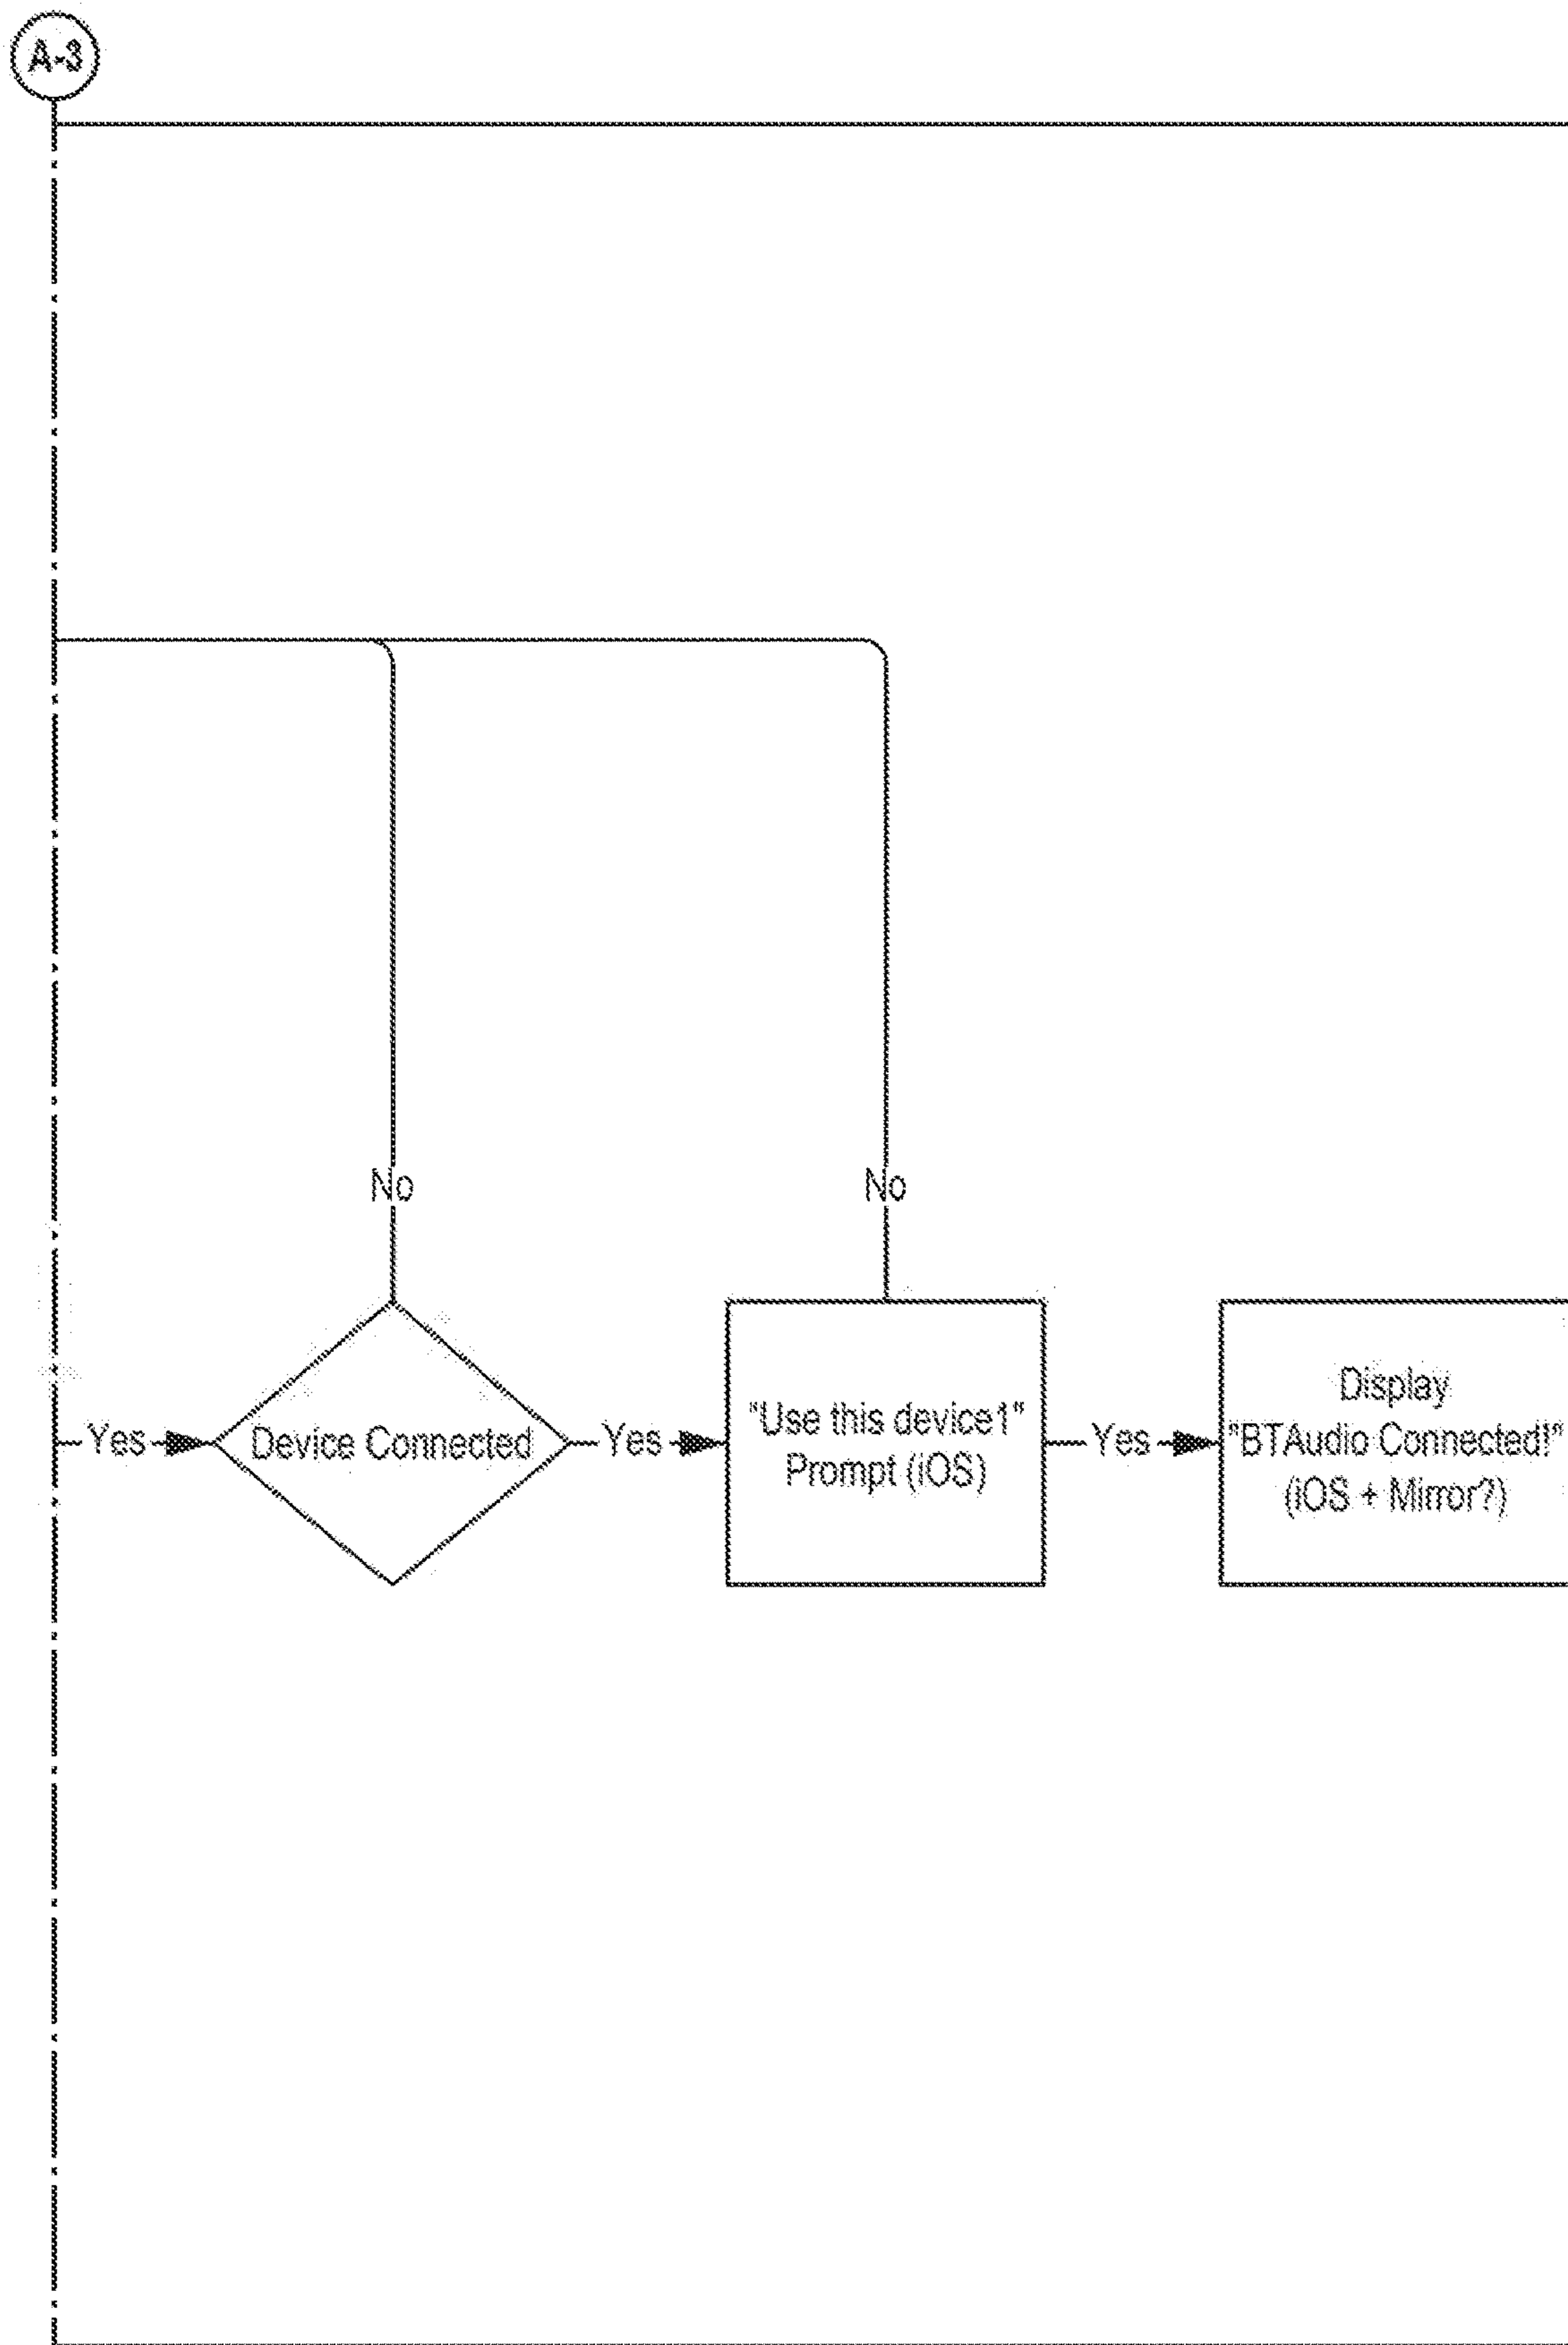 A-3
No
No
Yes
Device Connected
Yes
"Use this device1"
Prompt (iOS)
Yes
Display
"BTAudio Connected!"
(iOS + Mirror?)